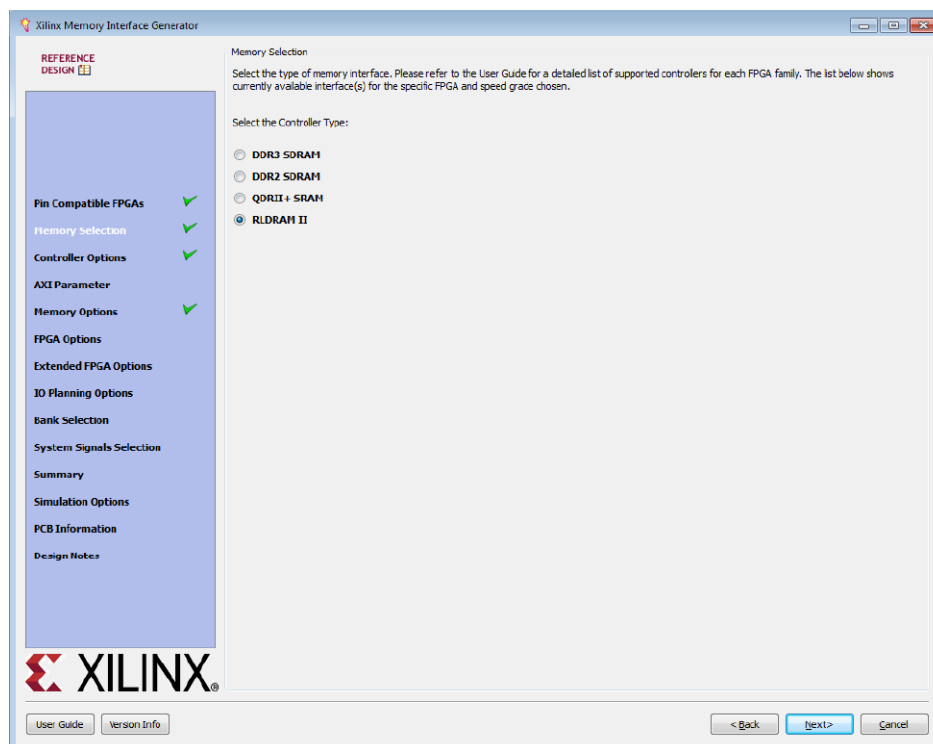 Xilinx Memory Interface Generator
REFERENCE
DESIGN
Memory Selection
Select the type of memory interface. Please refer to the User Guide for a detailed list of supported controllers for each FPGA family. The list below shows
currently available interface(s) for the specific FPGA and speed grace chosen.
Select the Controller Type:
DDR3 SDRAM
DDR2 SDRAM
QDRII+ SRAM
RLDRAM II
Pin Compatible FPGAs
Memory Selection
Controller Options
AXI Parameter
Memory Options
FPGA Options
Extended FPGA Options
IO Planning Options
Bank Selection
System Signals Selection
Summary
Simulation Options
PCB Information
Design Notes
XILINX®
User Guide
Version Info
< Back
Next>
Cancel